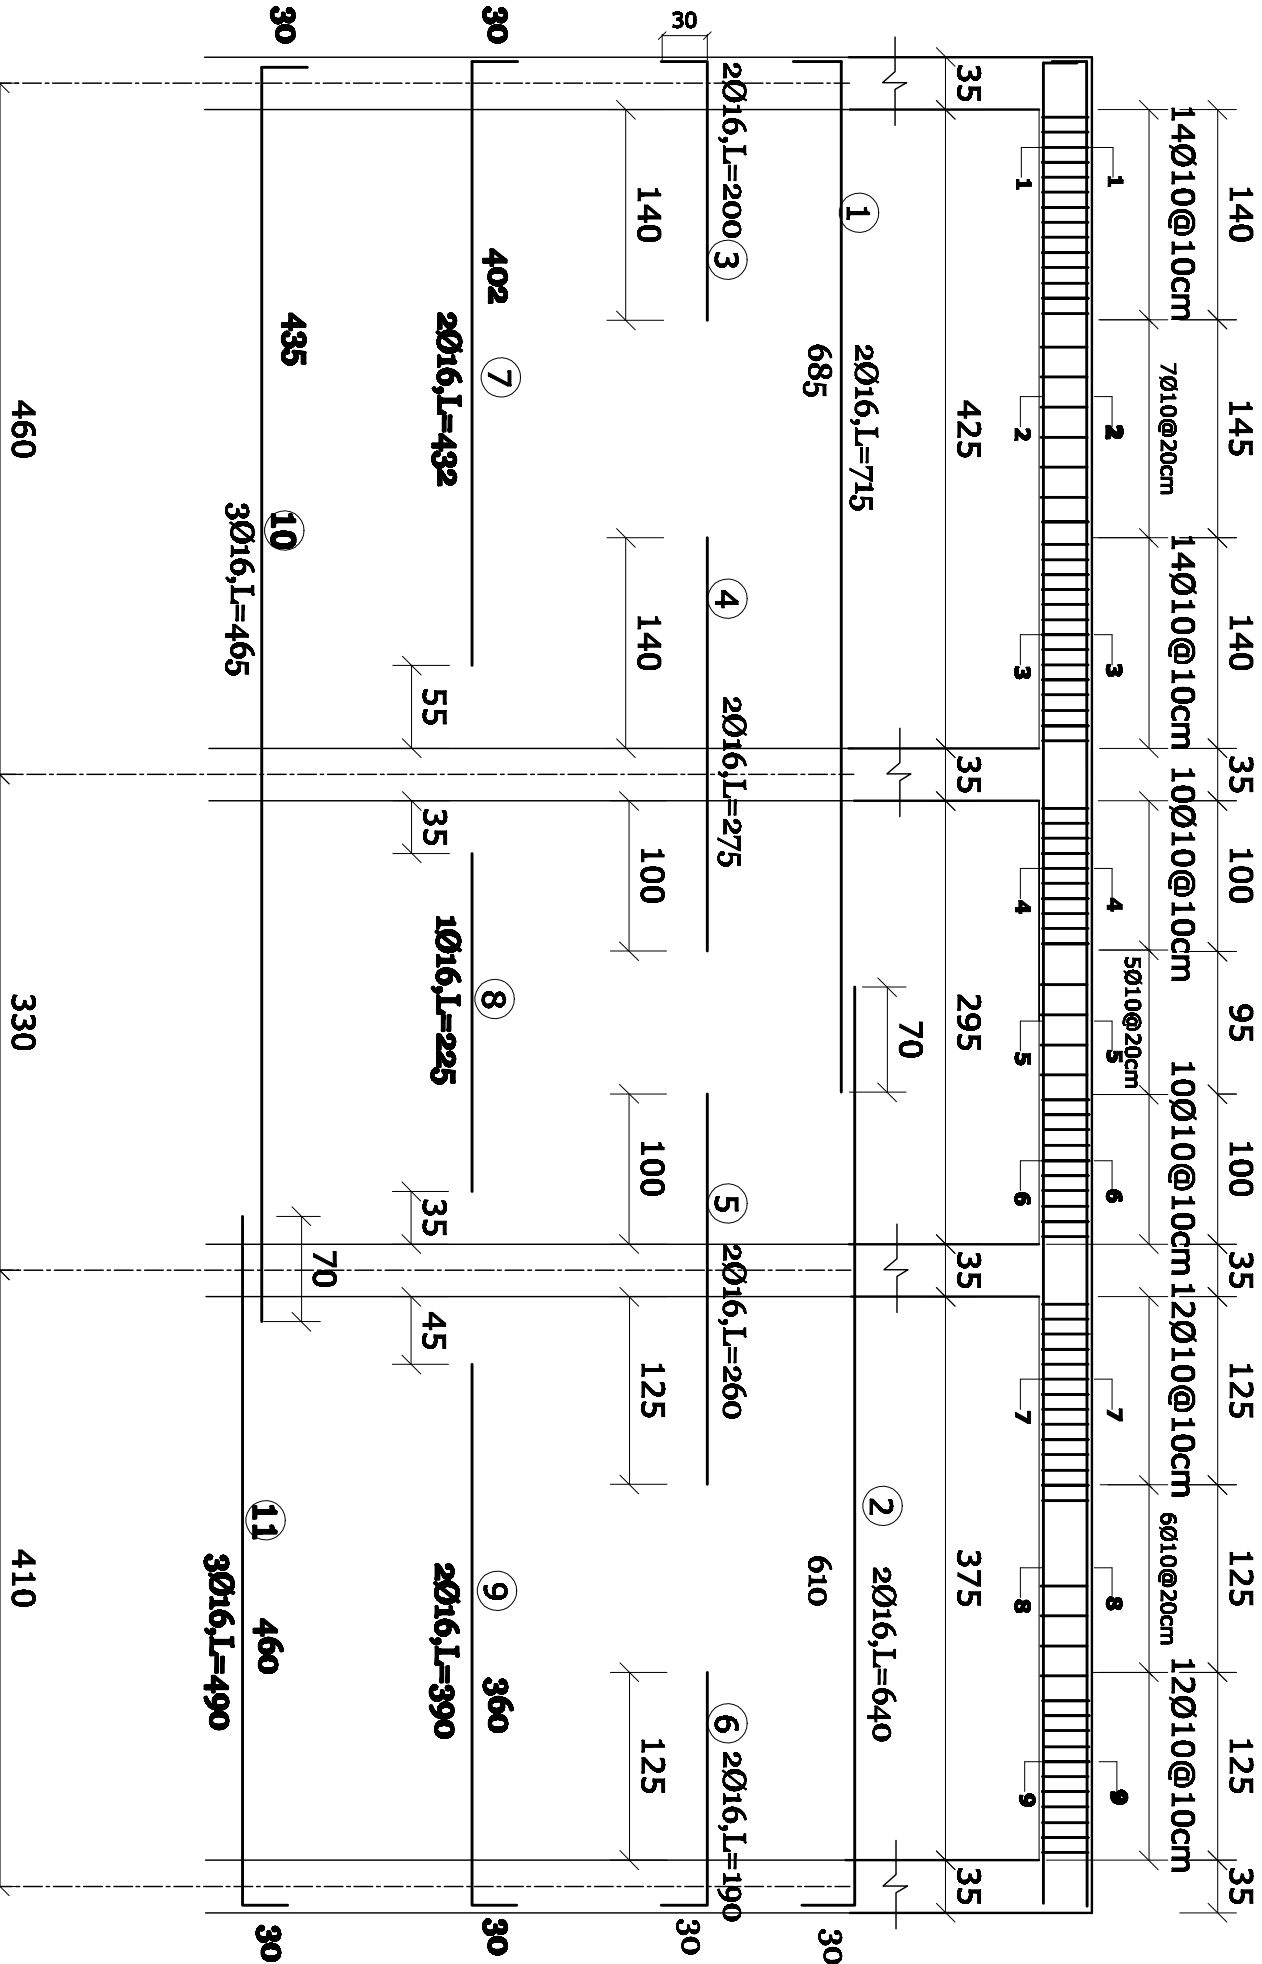 140 145 140 35 100 95 100 35 125 125 125 35
14Ø10@10cm 7Ø10@20cm 14Ø10@10cm 10Ø10@10cm 5Ø10@20cm 10Ø10@10cm 12Ø10@10cm 6Ø10@20cm 12Ø10@10cm
1 2 3 4 5 6 7 8 9
1 2 3 4 5 6 7 8 9
35 425 35 295 35 375 35
70
1 2Ø16,L=715 2 2Ø16,L=640
685 610 30
30 2Ø16,L=200 3 4 2Ø16,L=275 5 2Ø16,L=260 6 2Ø16,L=190 30
140 140 100 100 125 125
30 402 7 8 9 360 30
2Ø16,L=432 1Ø16,L=225 2Ø16,L=390
55 35 35 45
70
30 435 10 11 460 30
3Ø16,L=465 3Ø16,L=490
460 330 410